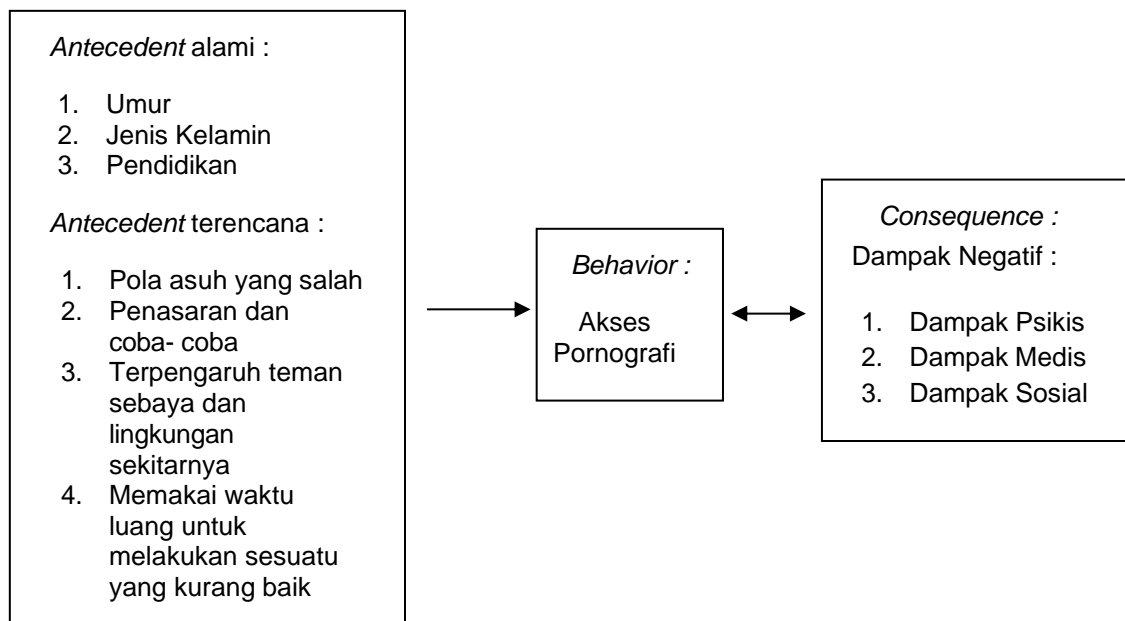 Antecedent alami :
1. Umur
2. Jenis Kelamin
3. Pendidikan
Antecedent terencana :
1. Pola asuh yang salah
2. Penasaran dan
coba- coba
3. Terpengaruh teman
sebaya dan
lingkungan
sekitarnya
4. Memakai waktu
luang untuk
melakukan sesuatu
yang kurang baik
Behavior :
Akses
Pornografi
Consequence :
Dampak Negatif :
1. Dampak Psikis
2. Dampak Medis
3. Dampak Sosial